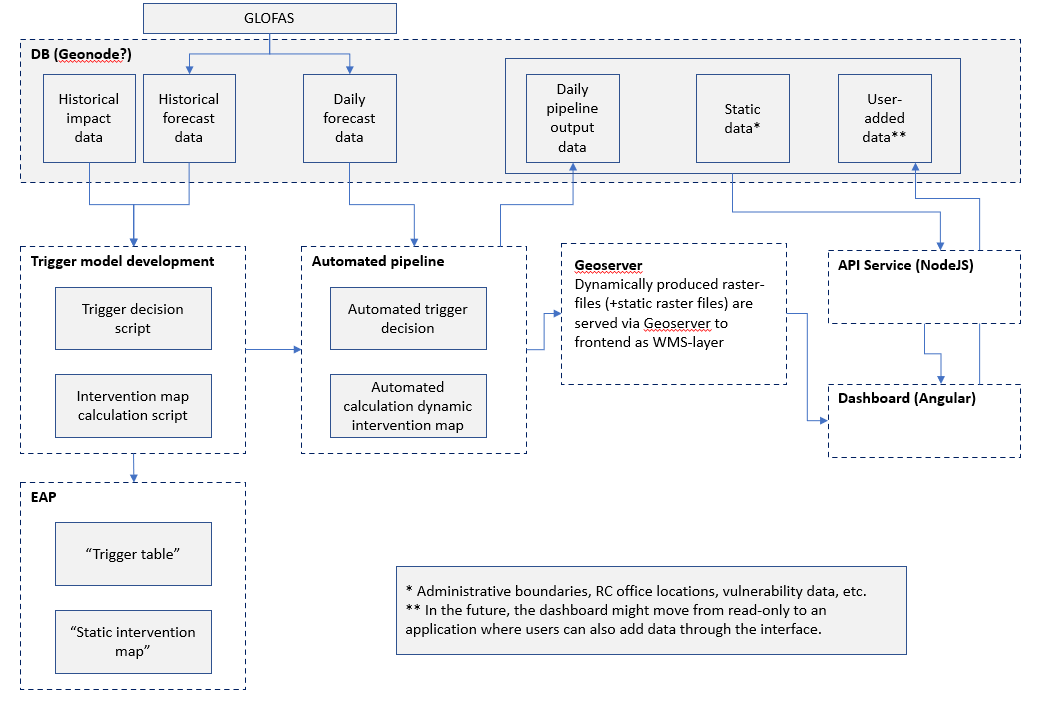 GLOFAS
DB (Geonode?)
Historical
impact
data
Historical
forecast
data
Daily
forecast
data
Daily
pipeline
output
data
Static
data*
User-
added
data**
Trigger model development
Trigger decision
script
Intervention map
calculation script
Automated pipeline
Automated trigger
decision
Automated
calculation dynamic
intervention map
Geoserver
Dynamically produced raster-
files (+static raster files) are
served via Geoserver to
frontend as WMS-layer
API Service (NodeJS)
Dashboard (Angular)
EAP
“Trigger table”
“Static intervention
map”
* Administrative boundaries, RC office locations, vulnerability data, etc.
** In the future, the dashboard might move from read-only to an
application where users can also add data through the interface.